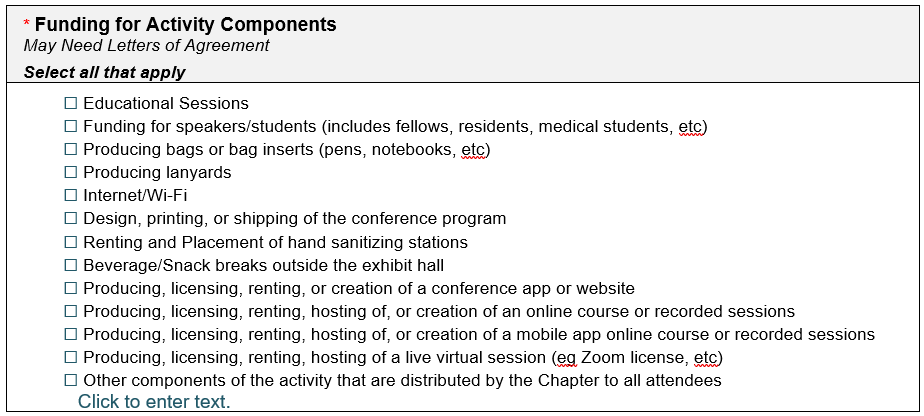 * Funding for Activity Components
May Need Letters of Agreement
Select all that apply
☐ Educational Sessions
☐ Funding for speakers/students (includes fellows, residents, medical students, etc)
☐ Producing bags or bag inserts (pens, notebooks, etc)
☐ Producing lanyards
☐ Internet/Wi-Fi
☐ Design, printing, or shipping of the conference program
☐ Renting and Placement of hand sanitizing stations
☐ Beverage/Snack breaks outside the exhibit hall
☐ Producing, licensing, renting, or creation of a conference app or website
☐ Producing, licensing, renting, hosting of, or creation of an online course or recorded sessions
☐ Producing, licensing, renting, hosting of, or creation of a mobile app online course or recorded sessions
☐ Producing, licensing, renting, hosting of a live virtual session (eg Zoom license, etc)
☐ Other components of the activity that are distributed by the Chapter to all attendees
Click to enter text.